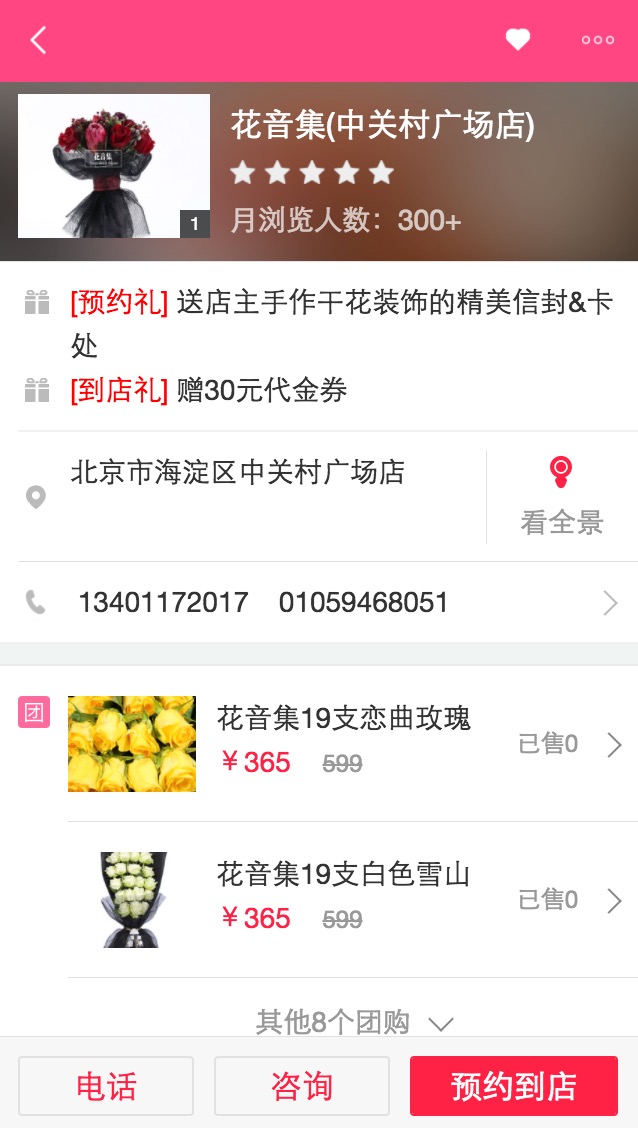 花音集
1
花音集(中关村广场店)
月浏览人数：300+
[预约礼] 送店主手作干花装饰的精美信封&卡
处
[到店礼] 赠30元代金券
北京市海淀区中关村广场店
看全景
13401172017 01059468051
团
花音集19支恋曲玫瑰
￥365 599
已售0
花音集19支白色雪山
￥365 599
已售0
其他8个团购
电话
咨询
预约到店